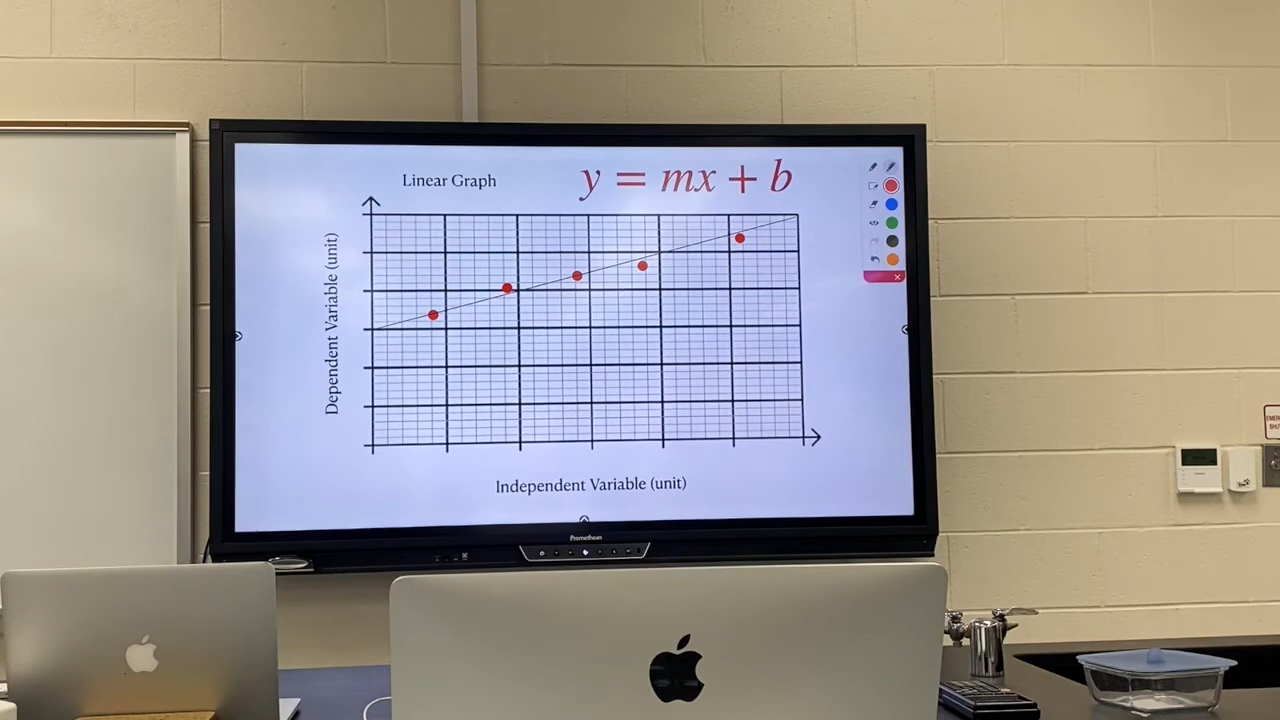 Linear Graph
y = mx + b
Dependent Variable (unit)
Independent Variable (unit)
Promethean